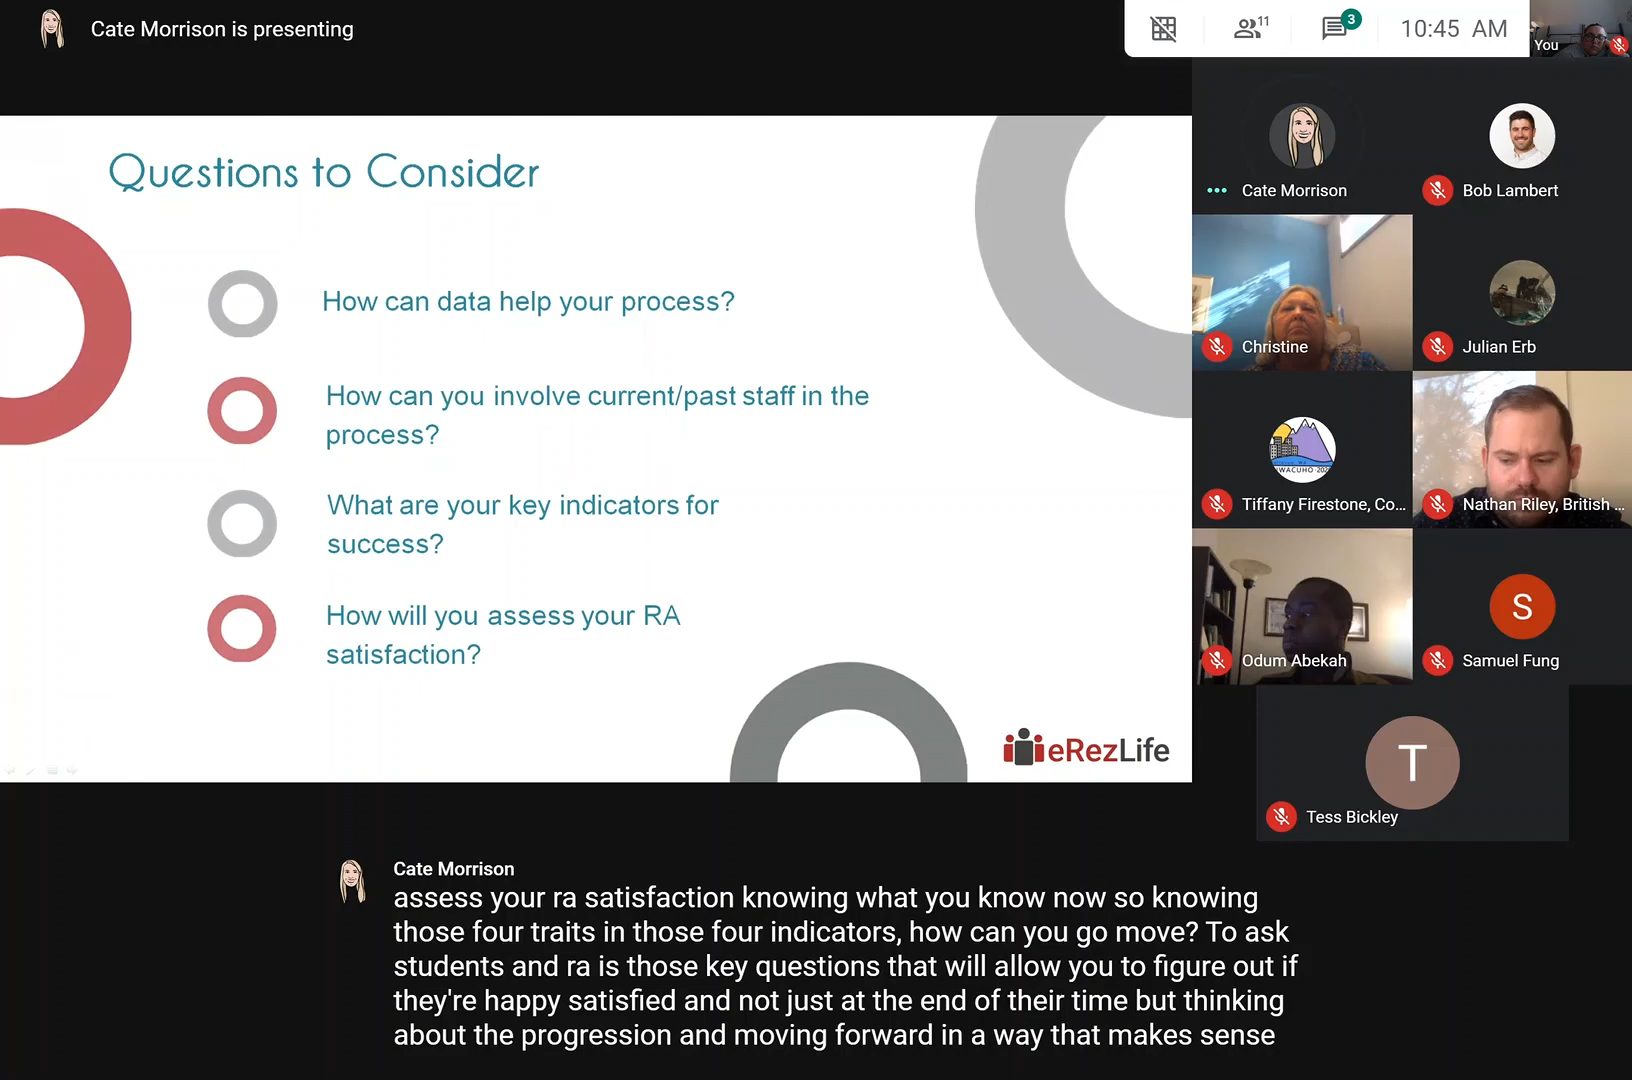 Cate Morrison is presenting
11
3
10:45 AM
You
Questions to Consider
How can data help your process?
How can you involve current/past staff in the
process?
What are your key indicators for
success?
How will you assess your RA
satisfaction?
eRezLife
Cate Morrison
Bob Lambert
Christine
Julian Erb
Tiffany Firestone, Co...
Nathan Riley, British ...
Odum Abekah
S
Samuel Fung
T
Tess Bickley
Cate Morrison
assess your ra satisfaction knowing what you know now so knowing
those four traits in those four indicators, how can you go move? To ask
students and ra is those key questions that will allow you to figure out if
they're happy satisfied and not just at the end of their time but thinking
about the progression and moving forward in a way that makes sense